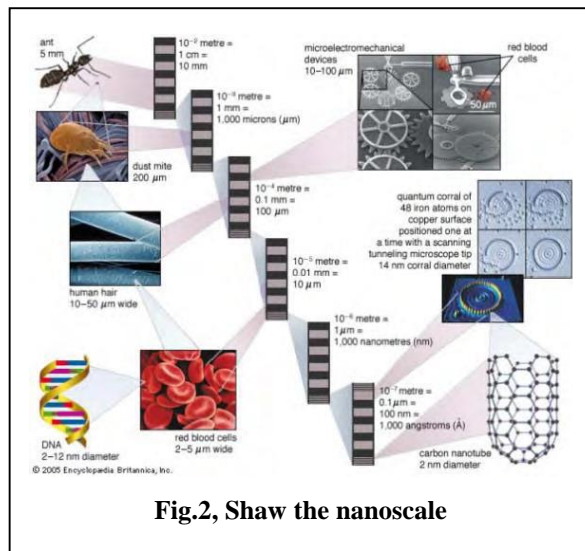 ant
5 mm
10⁻² metre =
1 cm =
10 mm
microelectromechanical
devices
10–100 μm
red blood
cells
50 μm
10⁻³ metre =
1 mm =
1,000 microns (μm)
dust mite
200 μm
10⁻⁴ metre =
0.1 mm =
100 μm
quantum corral of
48 iron atoms on
copper surface
positioned one at
a time with a scanning
tunneling microscope tip
14 nm corral diameter
human hair
10–50 μm wide
10⁻⁵ metre =
0.01 mm =
10 μm
10⁻⁶ metre =
1 μm =
1,000 nanometres (nm)
10⁻⁷ metre =
0.1 μm =
100 nm =
1,000 angstroms (Å)
DNA
2–12 nm diameter
red blood cells
2–5 μm wide
carbon nanotube
2 nm diameter
© 2005 Encyclopædia Britannica, Inc.
Fig.2, Shaw the nanoscale